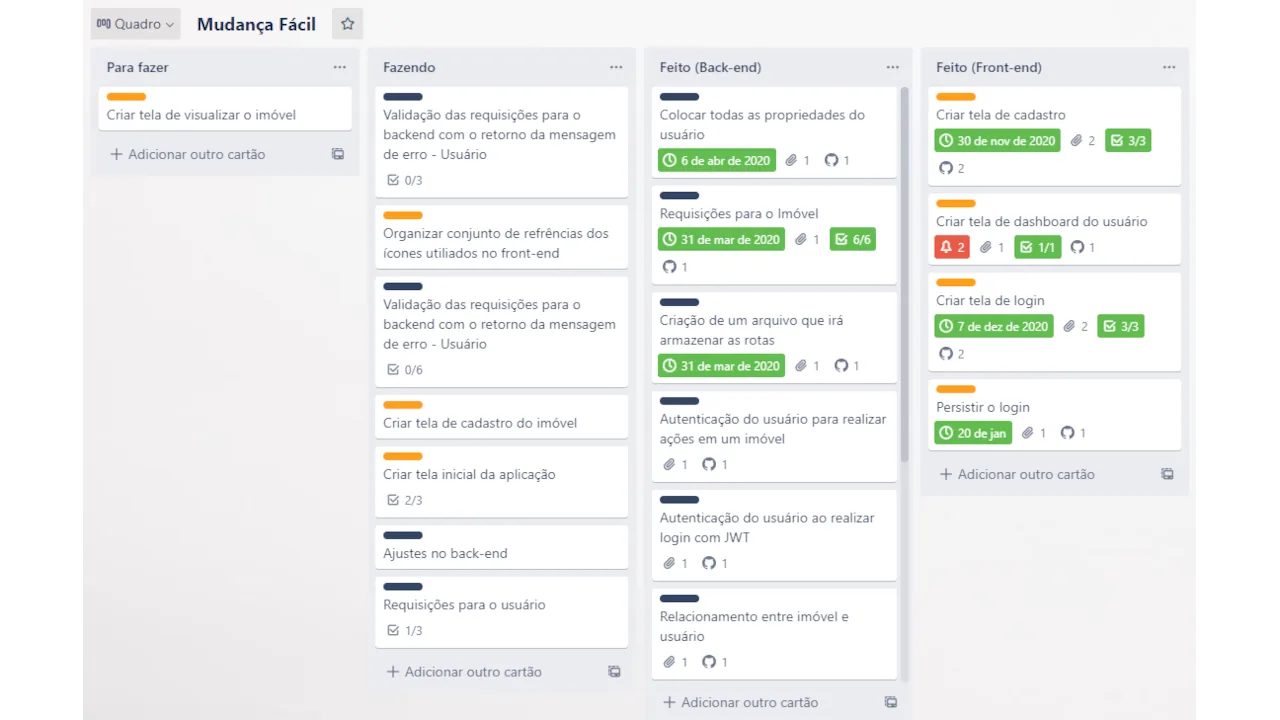 Quadro
Mudança Fácil
Para fazer
Criar tela de visualizar o imóvel
Adicionar outro cartão
Fazendo
Validação das requisições para o
backend com o retorno da mensagem
de erro - Usuário
0/3
Organizar conjunto de refrências dos
ícones utiliados no front-end
Validação das requisições para o
backend com o retorno da mensagem
de erro - Usuário
0/6
Criar tela de cadastro do imóvel
Criar tela inicial da aplicação
2/3
Ajustes no back-end
Requisições para o usuário
1/3
Adicionar outro cartão
Feito (Back-end)
Colocar todas as propriedades do
usuário
6 de abr de 2020 1 1
Requisições para o Imóvel
31 de mar de 2020 1 6/6
1
Criação de um arquivo que irá
armazenar as rotas
31 de mar de 2020 1 1
Autenticação do usuário para realizar
ações em um imóvel
1 1
Autenticação do usuário ao realizar
login com JWT
1 1
Relacionamento entre imóvel e
usuário
1 1
Adicionar outro cartão
Feito (Front-end)
Criar tela de cadastro
30 de nov de 2020 2 3/3
2
Criar tela de dashboard do usuário
2 1 1/1 1
Criar tela de login
7 de dez de 2020 2 3/3
2
Persistir o login
20 de jan 1 1
Adicionar outro cartão